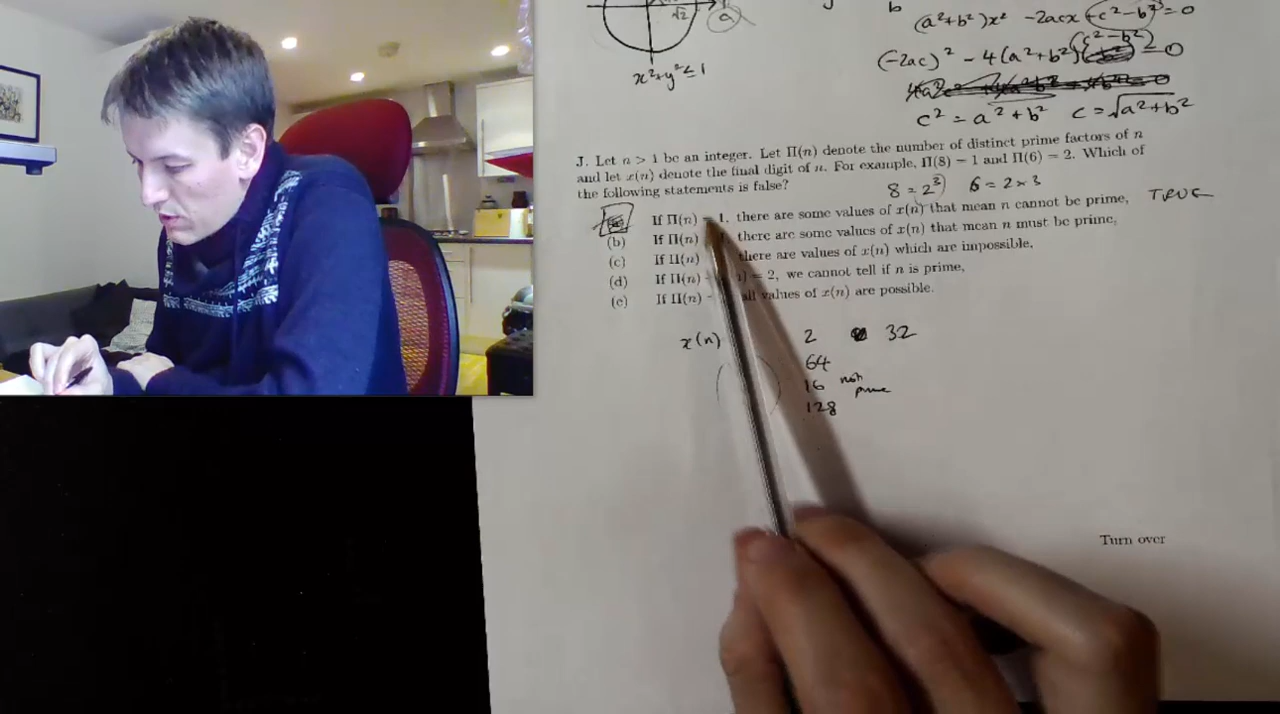 √2
a
x²+y²≤1
b
(a²+b²)x² -2acx +c²-b² = 0
(-2ac)² - 4(a²+b²)(c²-b²) = 0
c² = a²+b² c = √a²+b²
J. Let n > 1 be an integer. Let Π(n) denote the number of distinct prime factors of n
and let x(n) denote the final digit of n. For example, Π(8) = 1 and Π(6) = 2. Which of
the following statements is false?
8 = 2³ 6 = 2×3
If Π(n) = 1, there are some values of x(n) that mean n cannot be prime, TRUE
(b) If Π(n) there are some values of x(n) that mean n must be prime,
(c) If Π(n) there are values of x(n) which are impossible,
(d) If Π(n) = 2, we cannot tell if n is prime,
(e) If Π(n) all values of x(n) are possible.
x(n) 2 32
64
16 not prime
128
Turn over